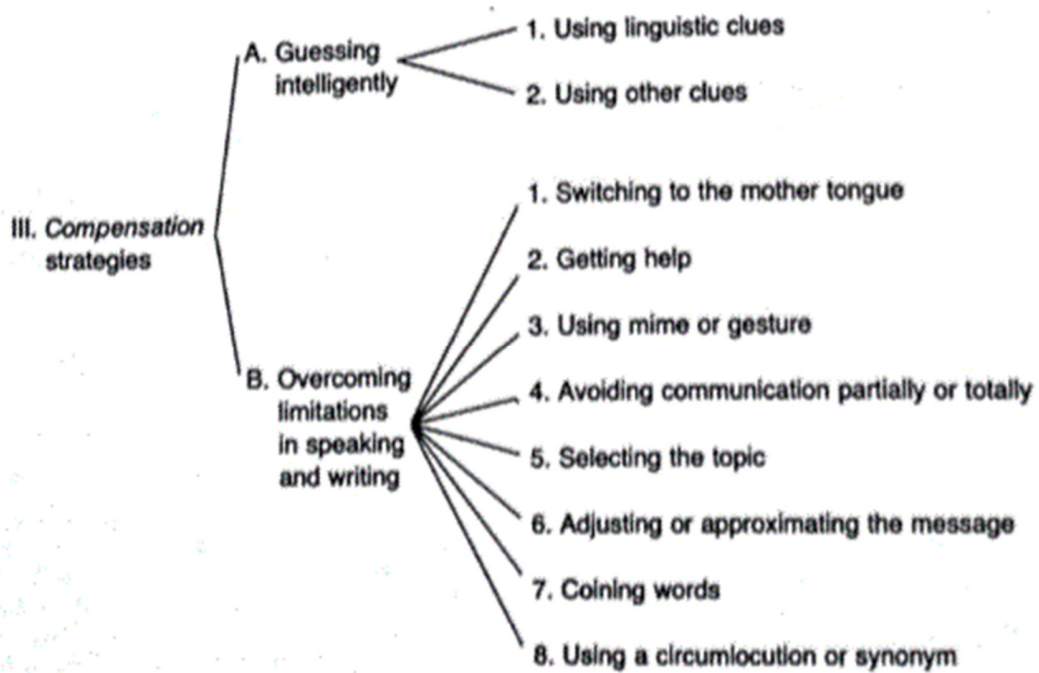 A. Guessing
intelligently
1. Using linguistic clues
2. Using other clues
III. Compensation
strategies
B. Overcoming
limitations
in speaking
and writing
1. Switching to the mother tongue
2. Getting help
3. Using mime or gesture
4. Avoiding communication partially or totally
5. Selecting the topic
6. Adjusting or approximating the message
7. Coining words
8. Using a circumlocution or synonym